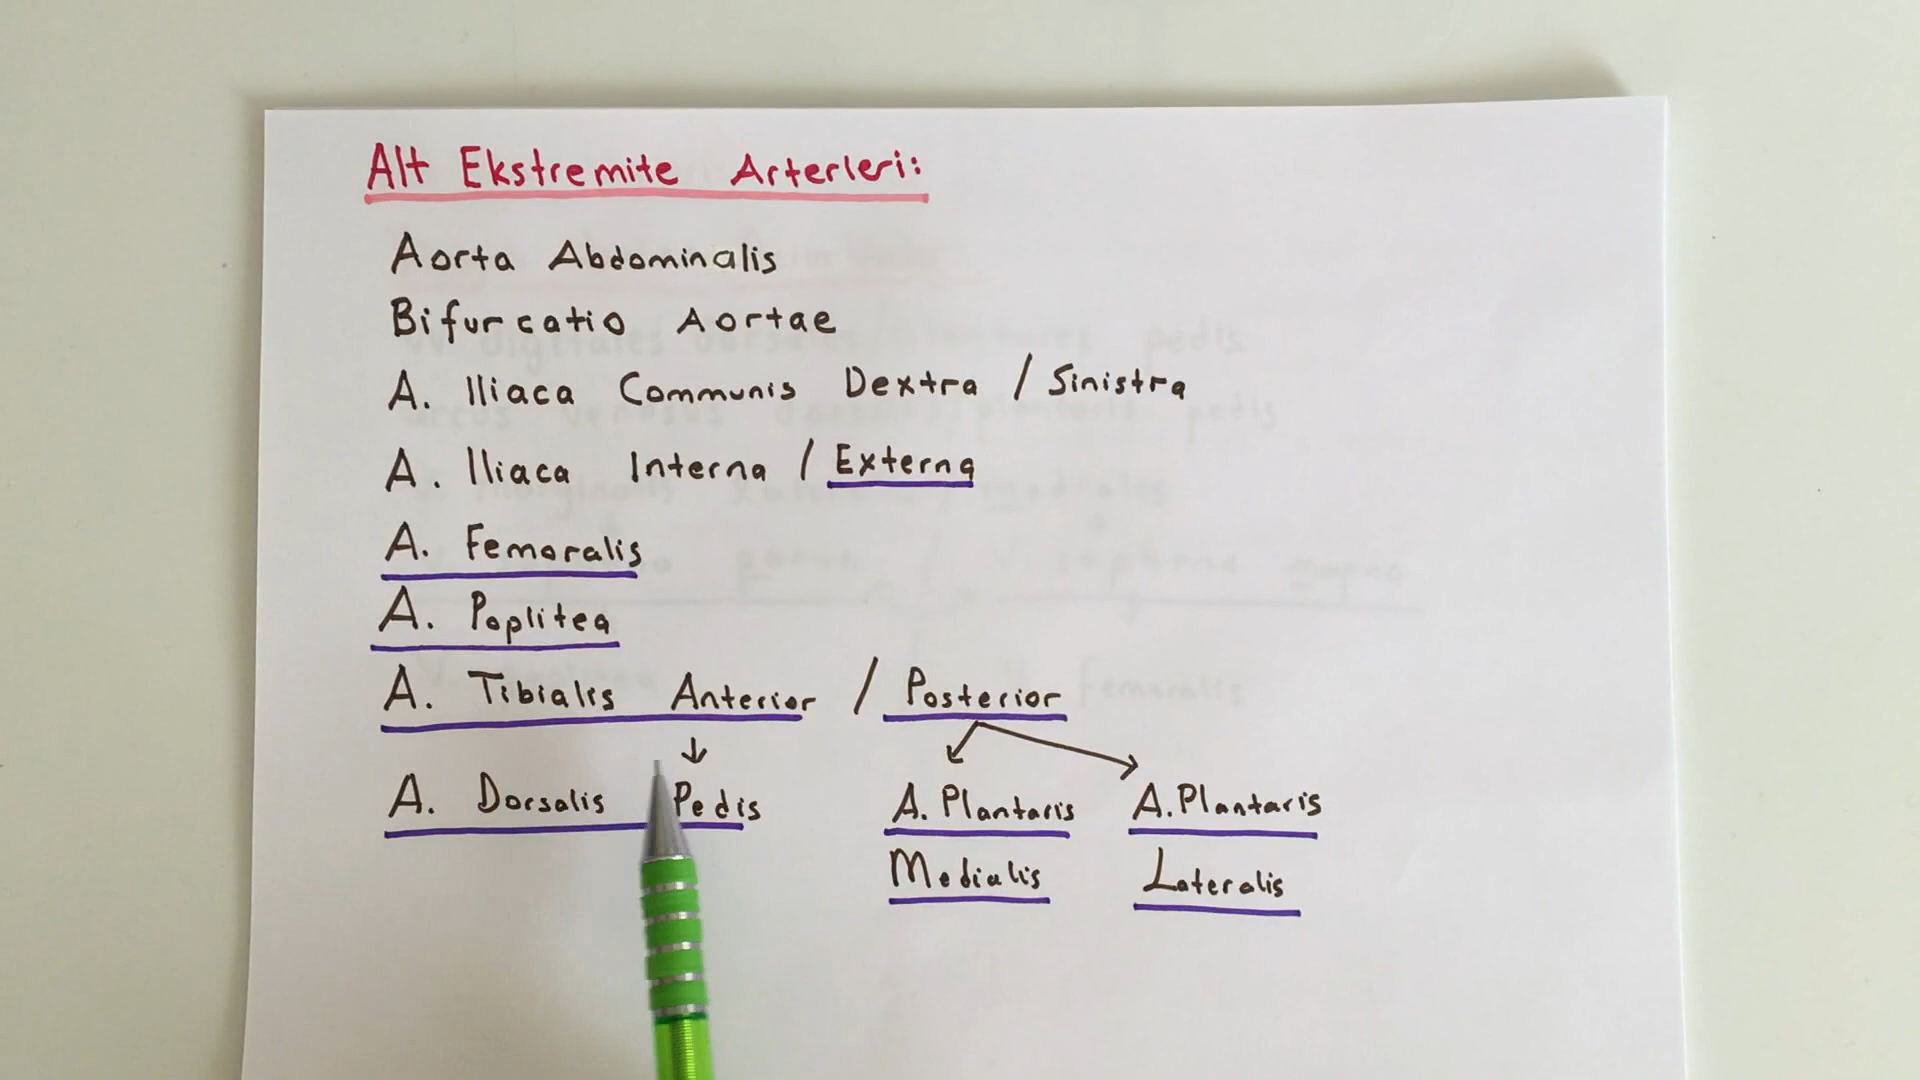 Alt Ekstremite Arterleri:
Aorta Abdominalis
Bifurcatio Aortae
A. Iliaca Communis Dextra / Sinistra
A. Iliaca Interna / Externa
A. Femoralis
A. Poplitea
A. Tibialis Anterior / Posterior
A. Dorsalis Pedis A. Plantaris A. Plantaris
Medialis Lateralis